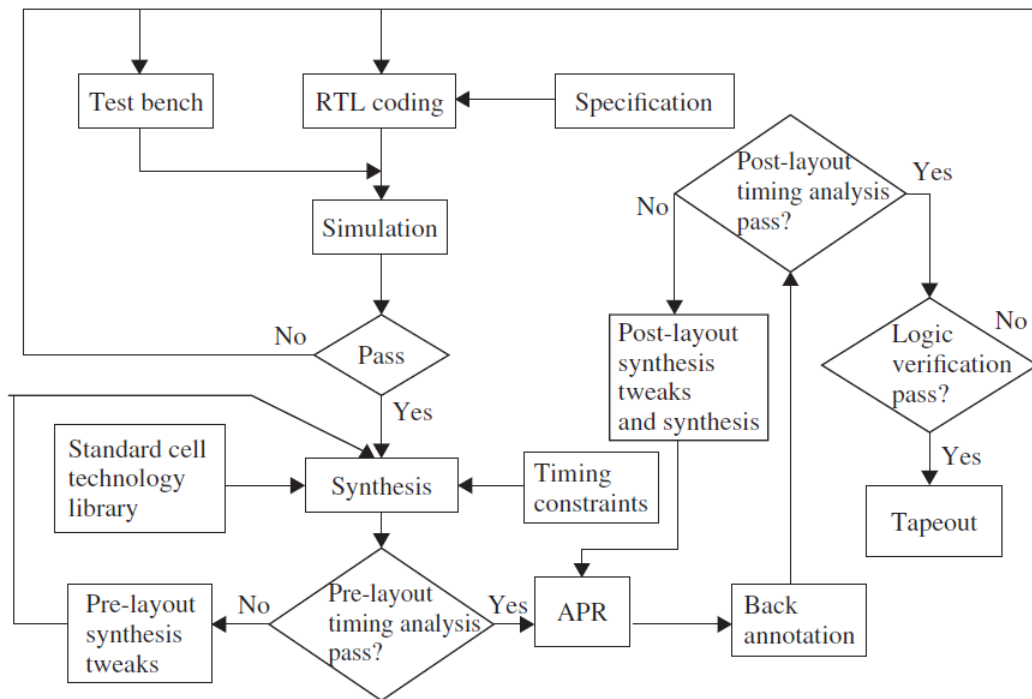 Test bench
RTL coding
Specification
Post-layout
timing analysis
pass?
Yes
No
Simulation
No
Pass
Yes
Post-layout
synthesis
tweaks
and synthesis
Logic
verification
pass?
No
Yes
Tapeout
Standard cell
technology
library
Synthesis
Timing
constraints
Pre-layout
synthesis
tweaks
No
Pre-layout
timing analysis
pass?
Yes
APR
Back
annotation